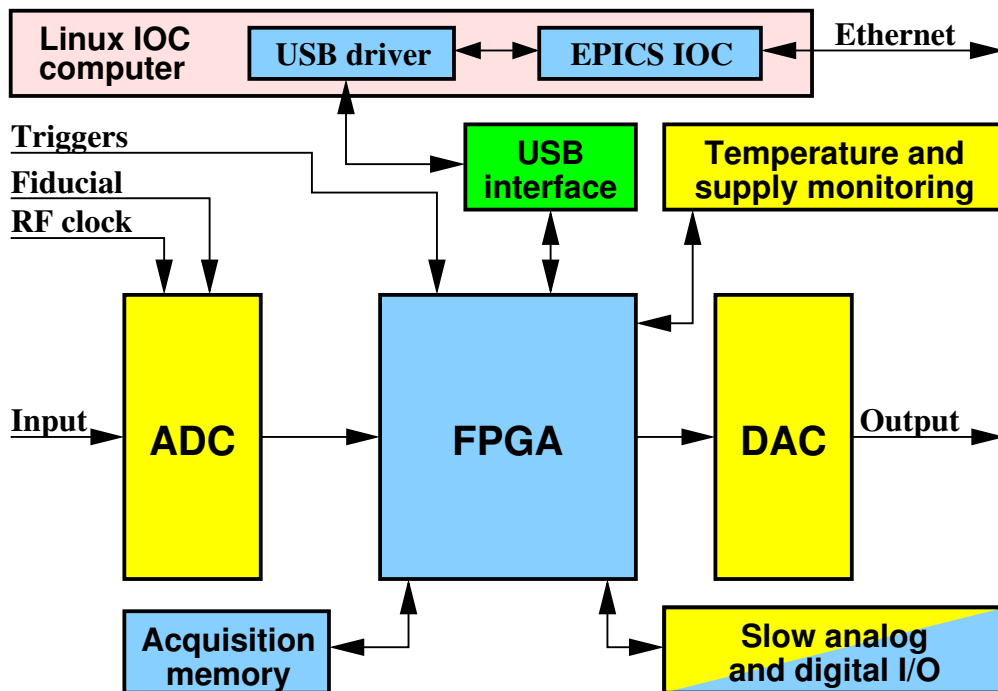 Linux IOC
computer
USB driver
EPICS IOC
Ethernet
Triggers
Fiducial
RF clock
USB
interface
Temperature and
supply monitoring
Input
ADC
FPGA
DAC
Output
Acquisition
memory
Slow analog
and digital I/O